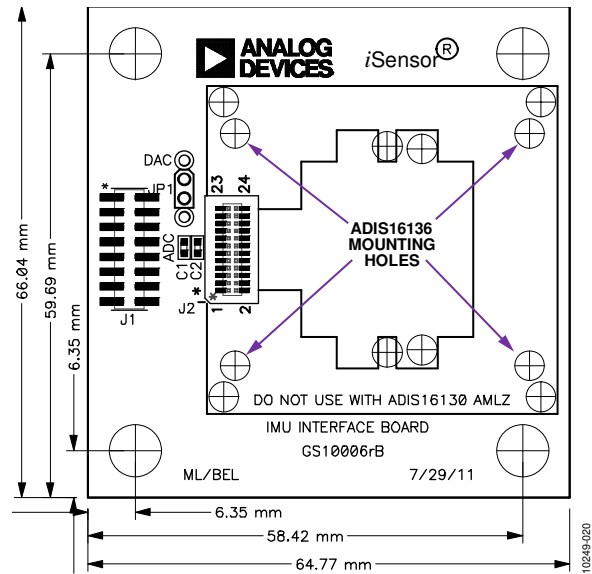 ANALOG
DEVICES
iSensor®
DAC
JP1
23 24
*
ADC
C1
C2
*
1
*
J2
1 2
J1
ADIS16136
MOUNTING
HOLES
66.04 mm
59.69 mm
6.35 mm
DO NOT USE WITH ADIS16130 AMLZ
IMU INTERFACE BOARD
GS10006rB
ML/BEL 7/29/11
6.35 mm
58.42 mm
64.77 mm
10249-020